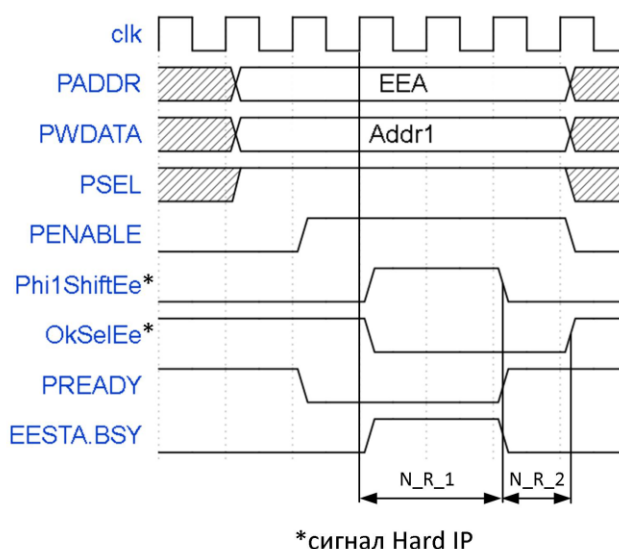 clk
PADDR EEA
PWDATA Addr1
PSEL
PENABLE
Phi1ShiftEe*
OkSelEe*
PREADY
EESTA.BSY
N_R_1 N_R_2
*сигнал Hard IP